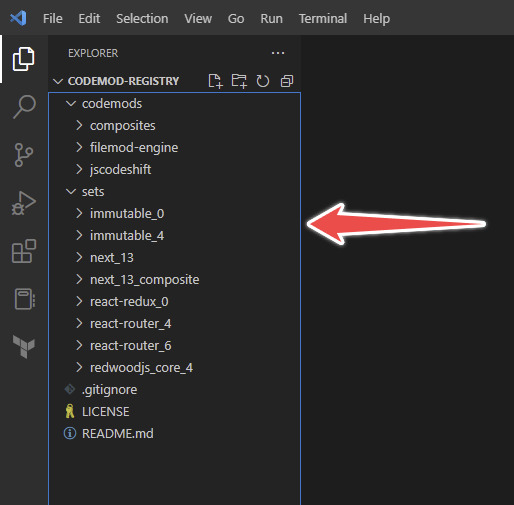 File Edit Selection View Go Run Terminal Help
EXPLORER
CODEMOD-REGISTRY
codemods
composites
filemod-engine
jscodeshift
sets
immutable_0
immutable_4
next_13
next_13_composite
react-redux_0
react-router_4
react-router_6
redwoodjs_core_4
.gitignore
LICENSE
README.md